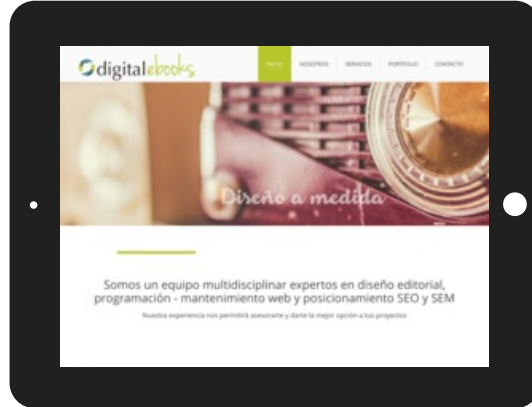 digitalebooks
INICIO NOSOTROS SERVICIOS PORTFOLIO CONTACTO
Diseño a medida
Somos un equipo multidisciplinar expertos en diseño editorial,
programación - mantenimiento web y posicionamiento SEO y SEM
Nuestra experiencia nos permitirá asesorarte y darte la mejor opción a tus proyectos